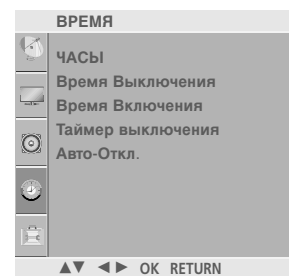 ВРЕМЯ
ЧАСЫ
Время Выключения
Время Включения
Таймер выключения
Авто-Откл.
▲▼ ◄► OK RETURN